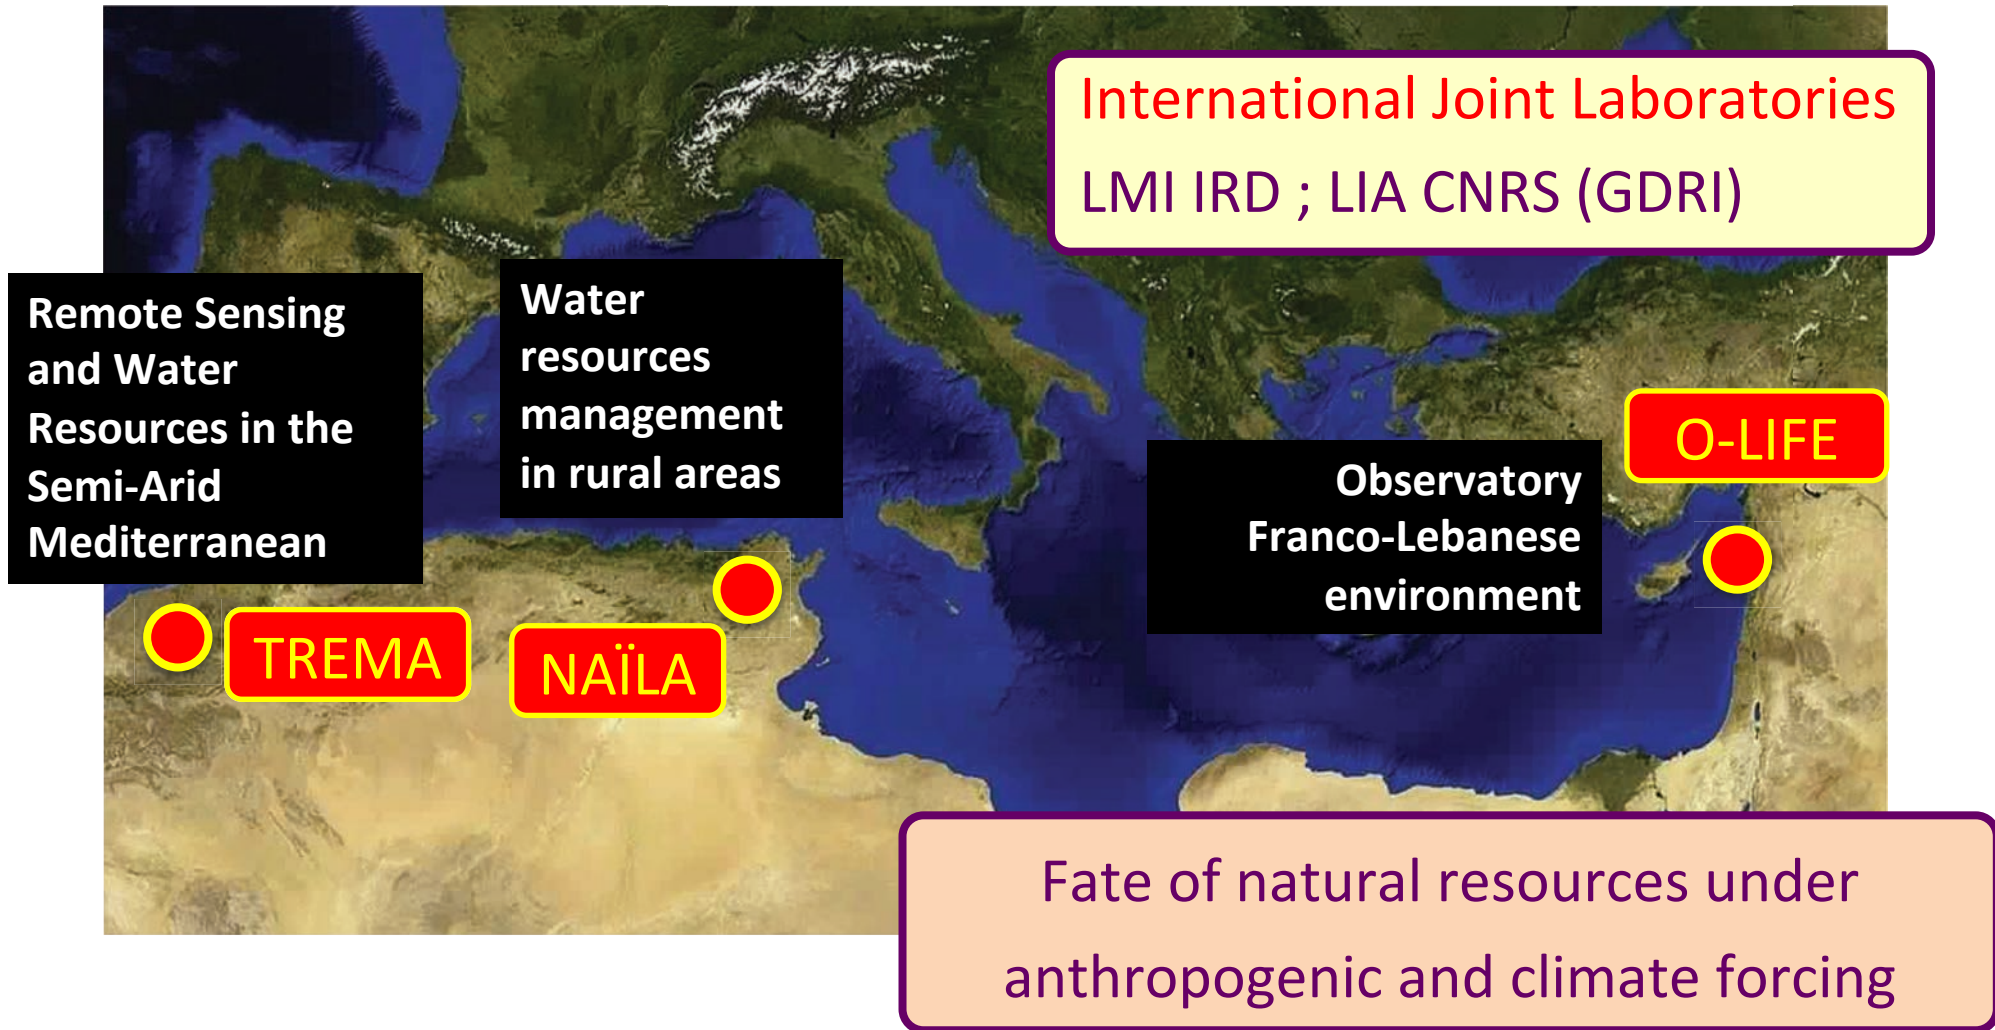 International Joint Laboratories
LMI IRD ; LIA CNRS (GDRI)
Remote Sensing
and Water
Resources in the
Semi-Arid
Mediterranean
Water
resources
management
in rural areas
O-LIFE
Observatory
Franco-Lebanese
environment
TREMA
NAÏLA
Fate of natural resources under
anthropogenic and climate forcing